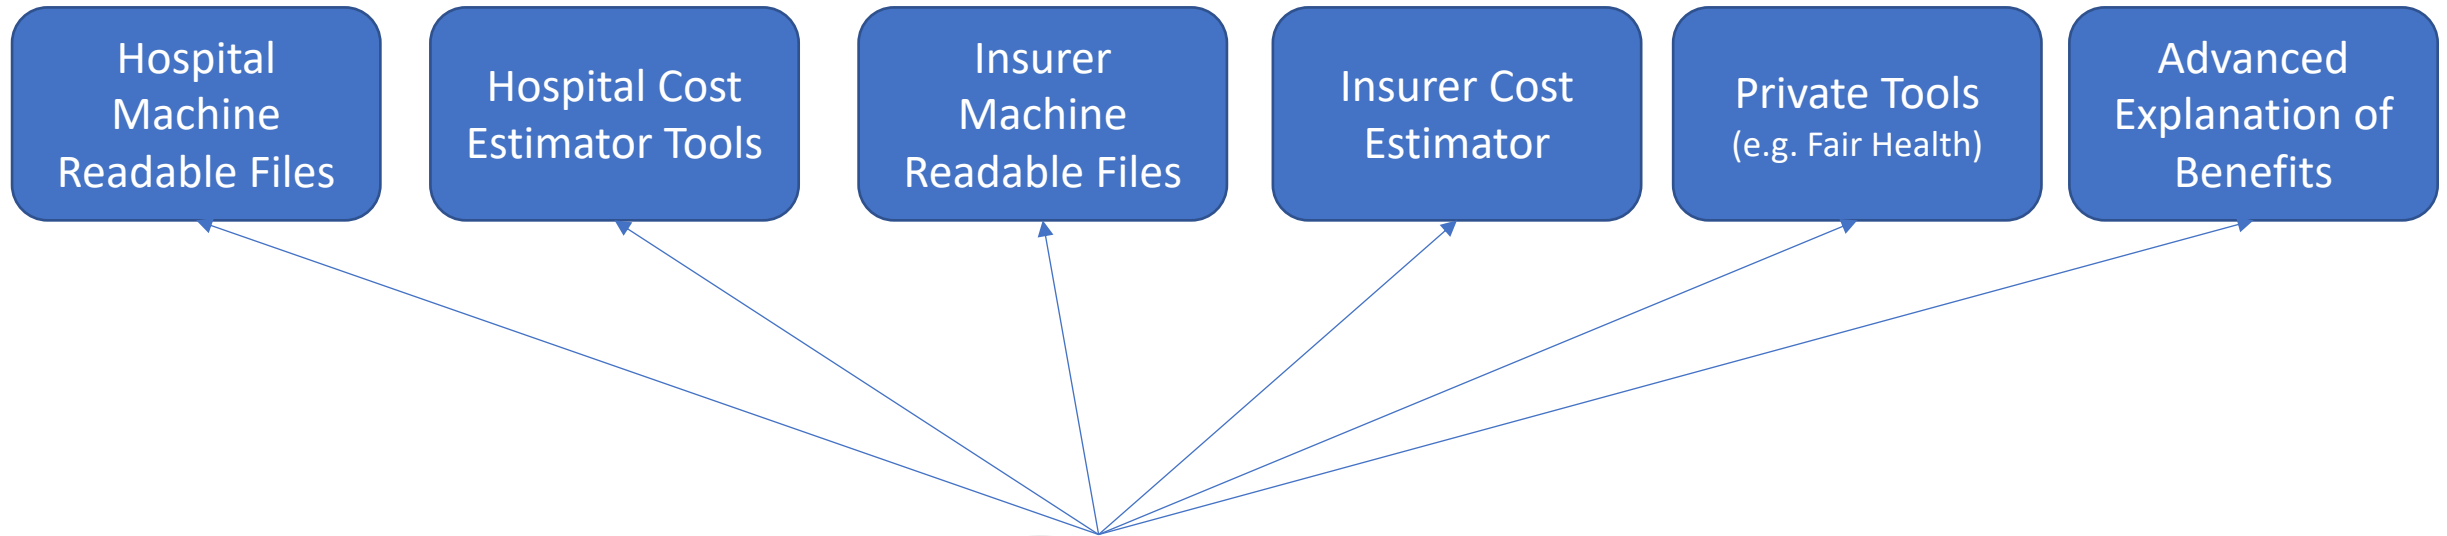 Hospital
Machine
Readable Files
Hospital Cost
Estimator Tools
Insurer
Machine
Readable Files
Insurer Cost
Estimator
Private Tools
(e.g. Fair Health)
Advanced
Explanation of
Benefits